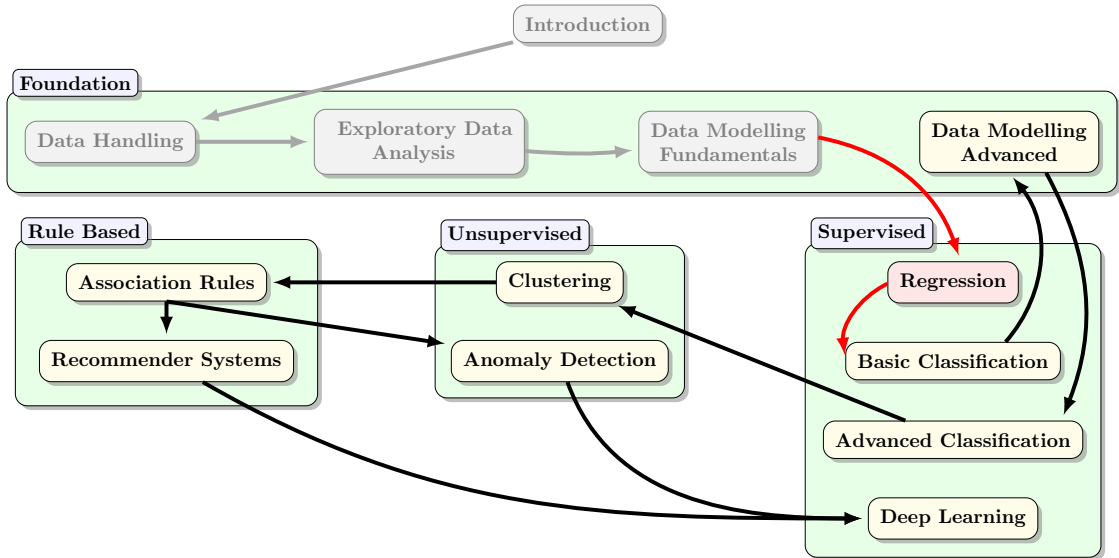 Introduction
Foundation
Data Handling
Exploratory Data
Analysis
Data Modelling
Fundamentals
Data Modelling
Advanced
Rule Based
Association Rules
Recommender Systems
Unsupervised
Clustering
Anomaly Detection
Supervised
Regression
Basic Classification
Advanced Classification
Deep Learning